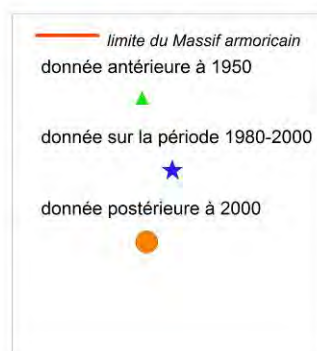 limite du Massif armoricain
donnée antérieure à 1950
donnée sur la période 1980-2000
donnée postérieure à 2000